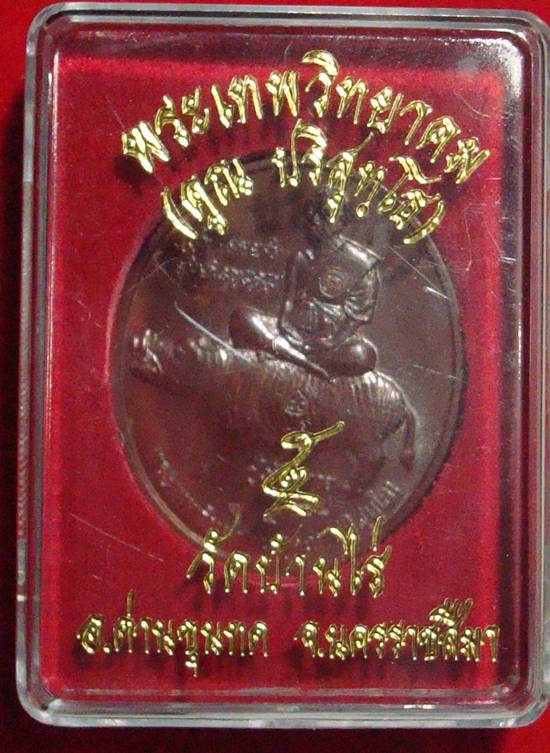 พระเทพวิทยาคม
(คูณ ปริสุทฺโธ)
วัดบ้านไร่
อ.ด่านขุนทด จ.นครราชสีมา